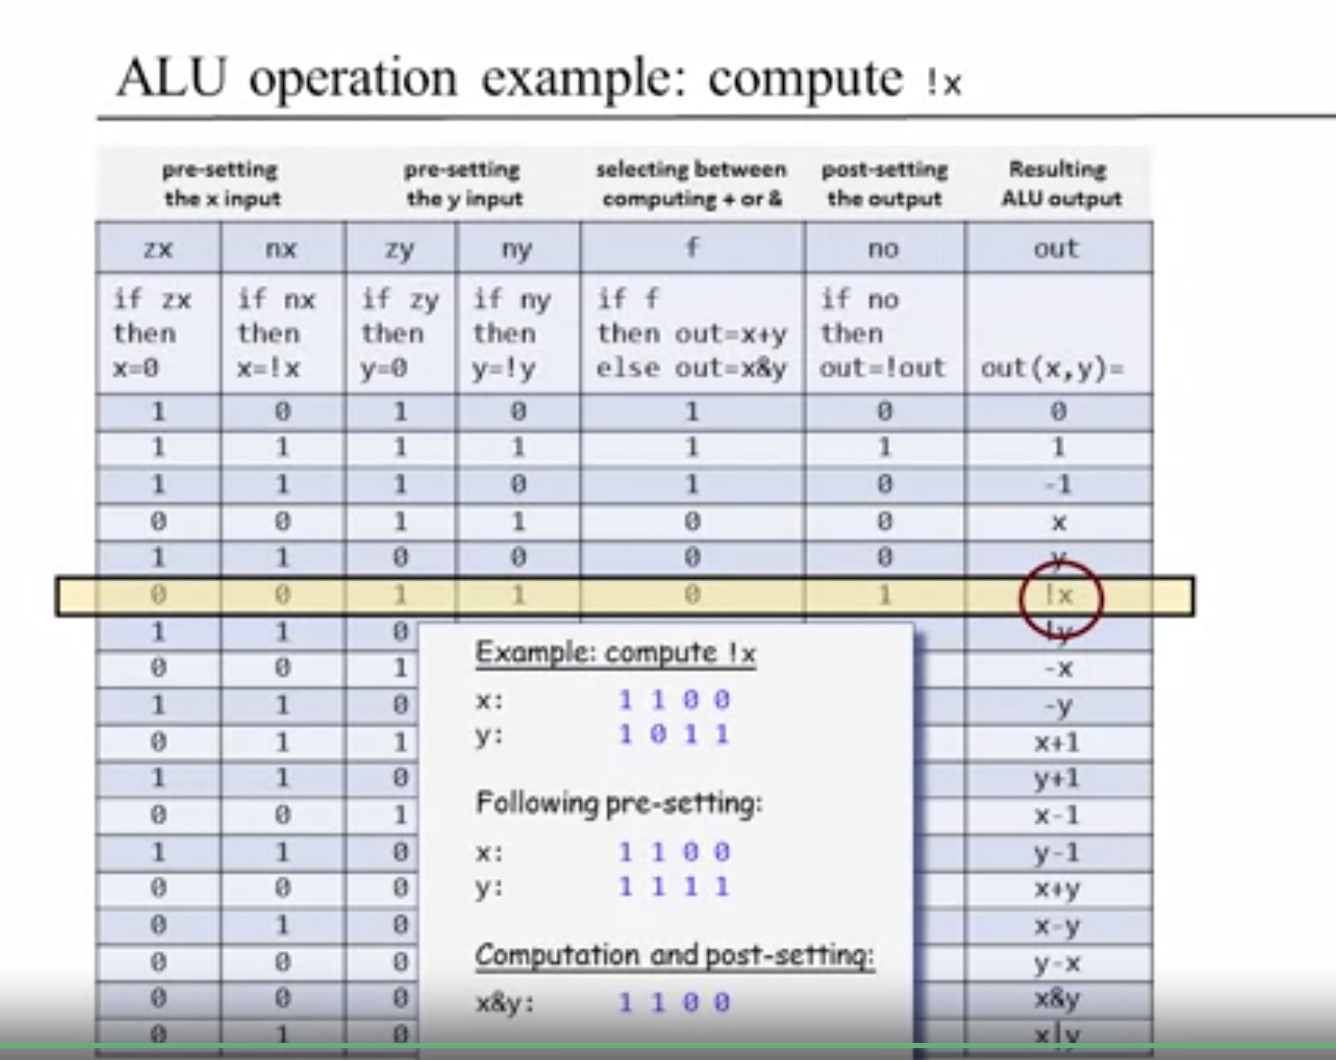 ALU operation example: compute !x
pre-setting the x input pre-setting the y input selecting between computing + or & post-setting the output Resulting ALU output
zx nx zy ny f no out
if zx if nx if zy if ny if f if no
then then then then then out=x+y then
x=0 x=!x y=0 y=!y else out=x&y out=!out out(x,y)=
1 0 1 0 1 0 0
1 1 1 1 1 1 1
1 1 1 0 1 0 -1
0 0 1 1 0 0 x
1 1 0 0 0 0 y
0 0 1 1 0 1 !x
1 1 0 !y
0 0 1 -x
1 1 0 -y
0 1 1 x+1
1 1 0 y+1
0 0 1 x-1
1 1 0 y-1
0 0 0 x+y
0 1 0 x-y
0 0 0 y-x
0 0 0 x&y
0 1 0 x|y
Example: compute !x
x: 1 1 0 0
y: 1 0 1 1
Following pre-setting:
x: 1 1 0 0
y: 1 1 1 1
Computation and post-setting:
x&y: 1 1 0 0